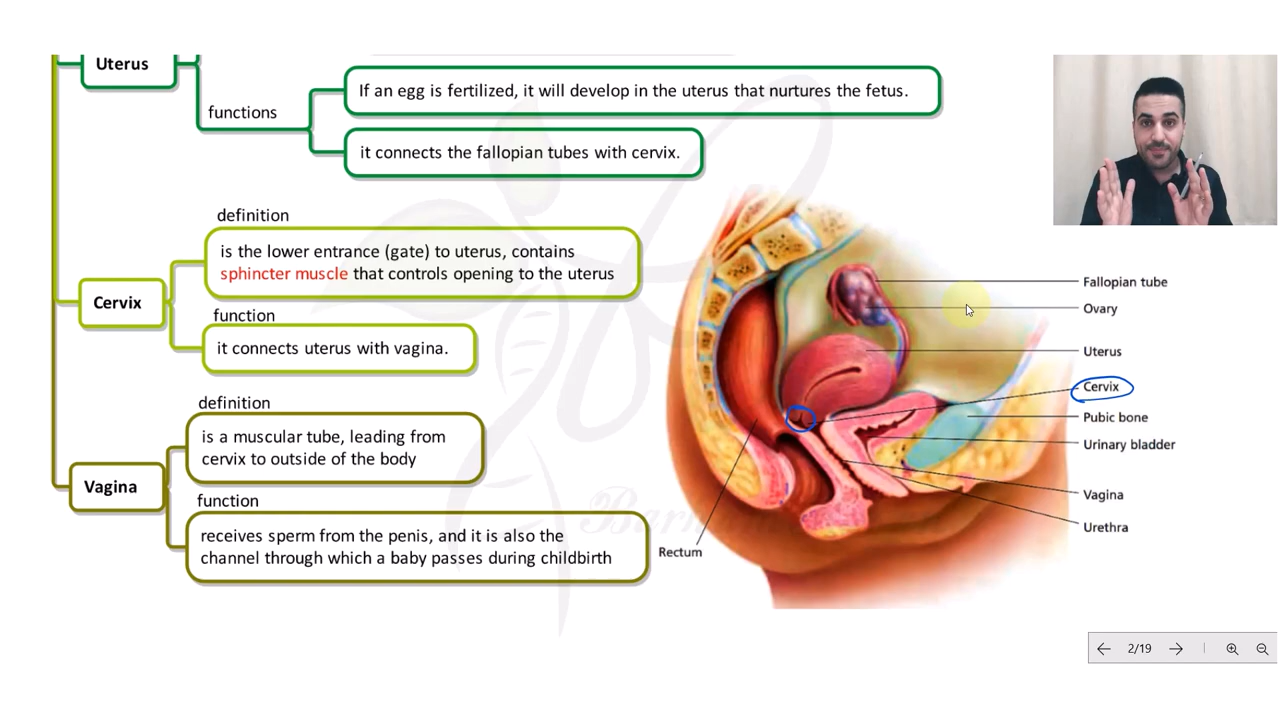 Uterus
functions
If an egg is fertilized, it will develop in the uterus that nurtures the fetus.
it connects the fallopian tubes with cervix.
Cervix
definition
is the lower entrance (gate) to uterus, contains
sphincter muscle that controls opening to the uterus
function
it connects uterus with vagina.
Vagina
definition
is a muscular tube, leading from
cervix to outside of the body
function
receives sperm from the penis, and it is also the
channel through which a baby passes during childbirth
Fallopian tube
Ovary
Uterus
Cervix
Pubic bone
Urinary bladder
Vagina
Urethra
Rectum
2/19